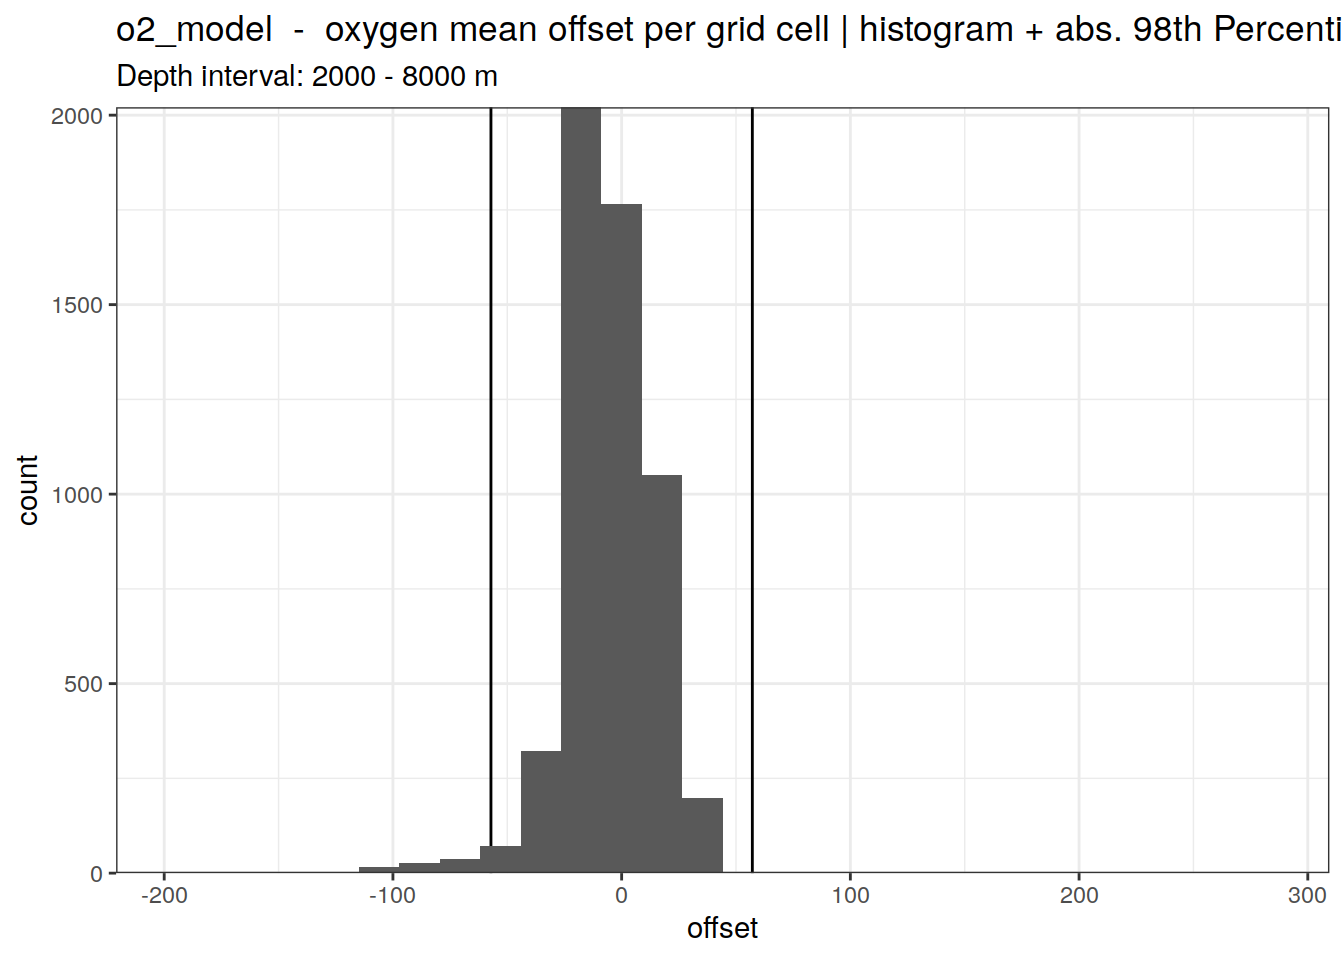 o2_model  -  oxygen mean offset per grid cell | histogram + abs. 98th Percenti
Depth interval: 2000 - 8000 m
2000
1500
1000
500
0
count
-200 -100 0 100 200 300
offset